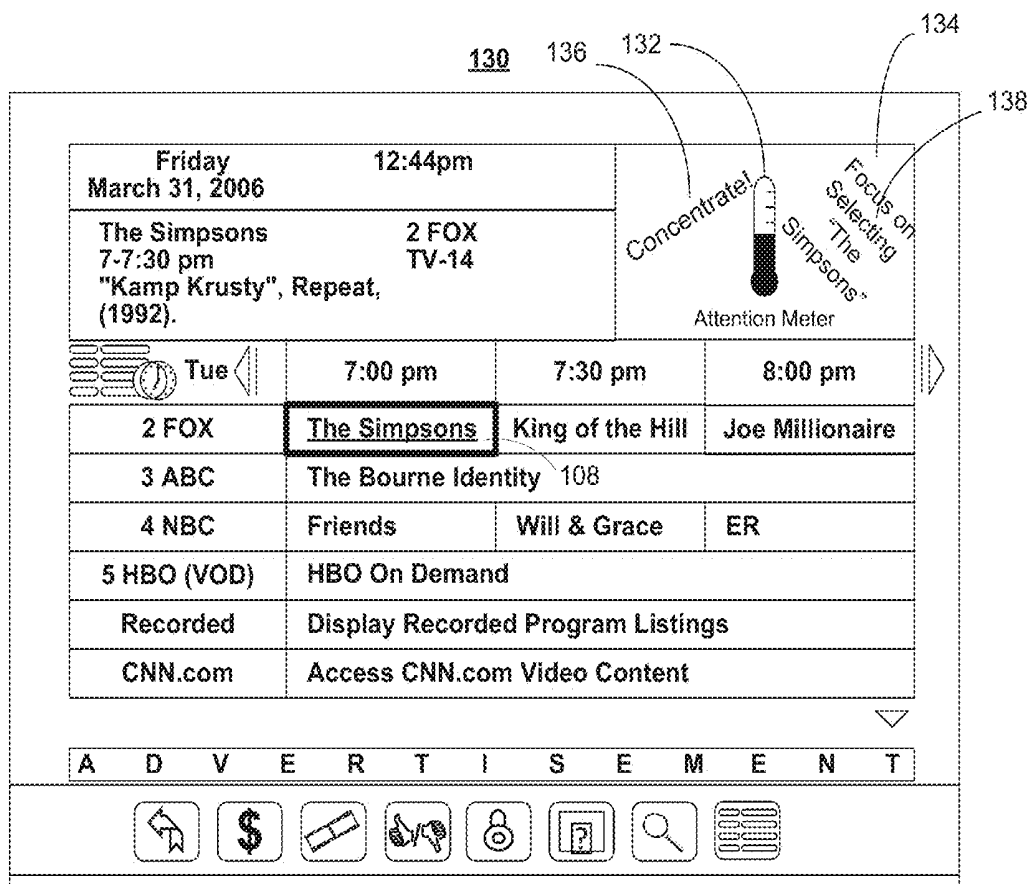 130
136
132
134
138
Friday 12:44pm
March 31, 2006
The Simpsons 2 FOX
7-7:30 pm TV-14
"Kamp Krusty", Repeat,
(1992).
Concentrate!
Focus on
Selecting
"The
Simpsons"
Attention Meter
Tue 7:00 pm 7:30 pm 8:00 pm
2 FOX The Simpsons King of the Hill Joe Millionaire
3 ABC The Bourne Identity 108
4 NBC Friends Will & Grace ER
5 HBO (VOD) HBO On Demand
Recorded Display Recorded Program Listings
CNN.com Access CNN.com Video Content
A D V E R T I S E M E N T
$ ?